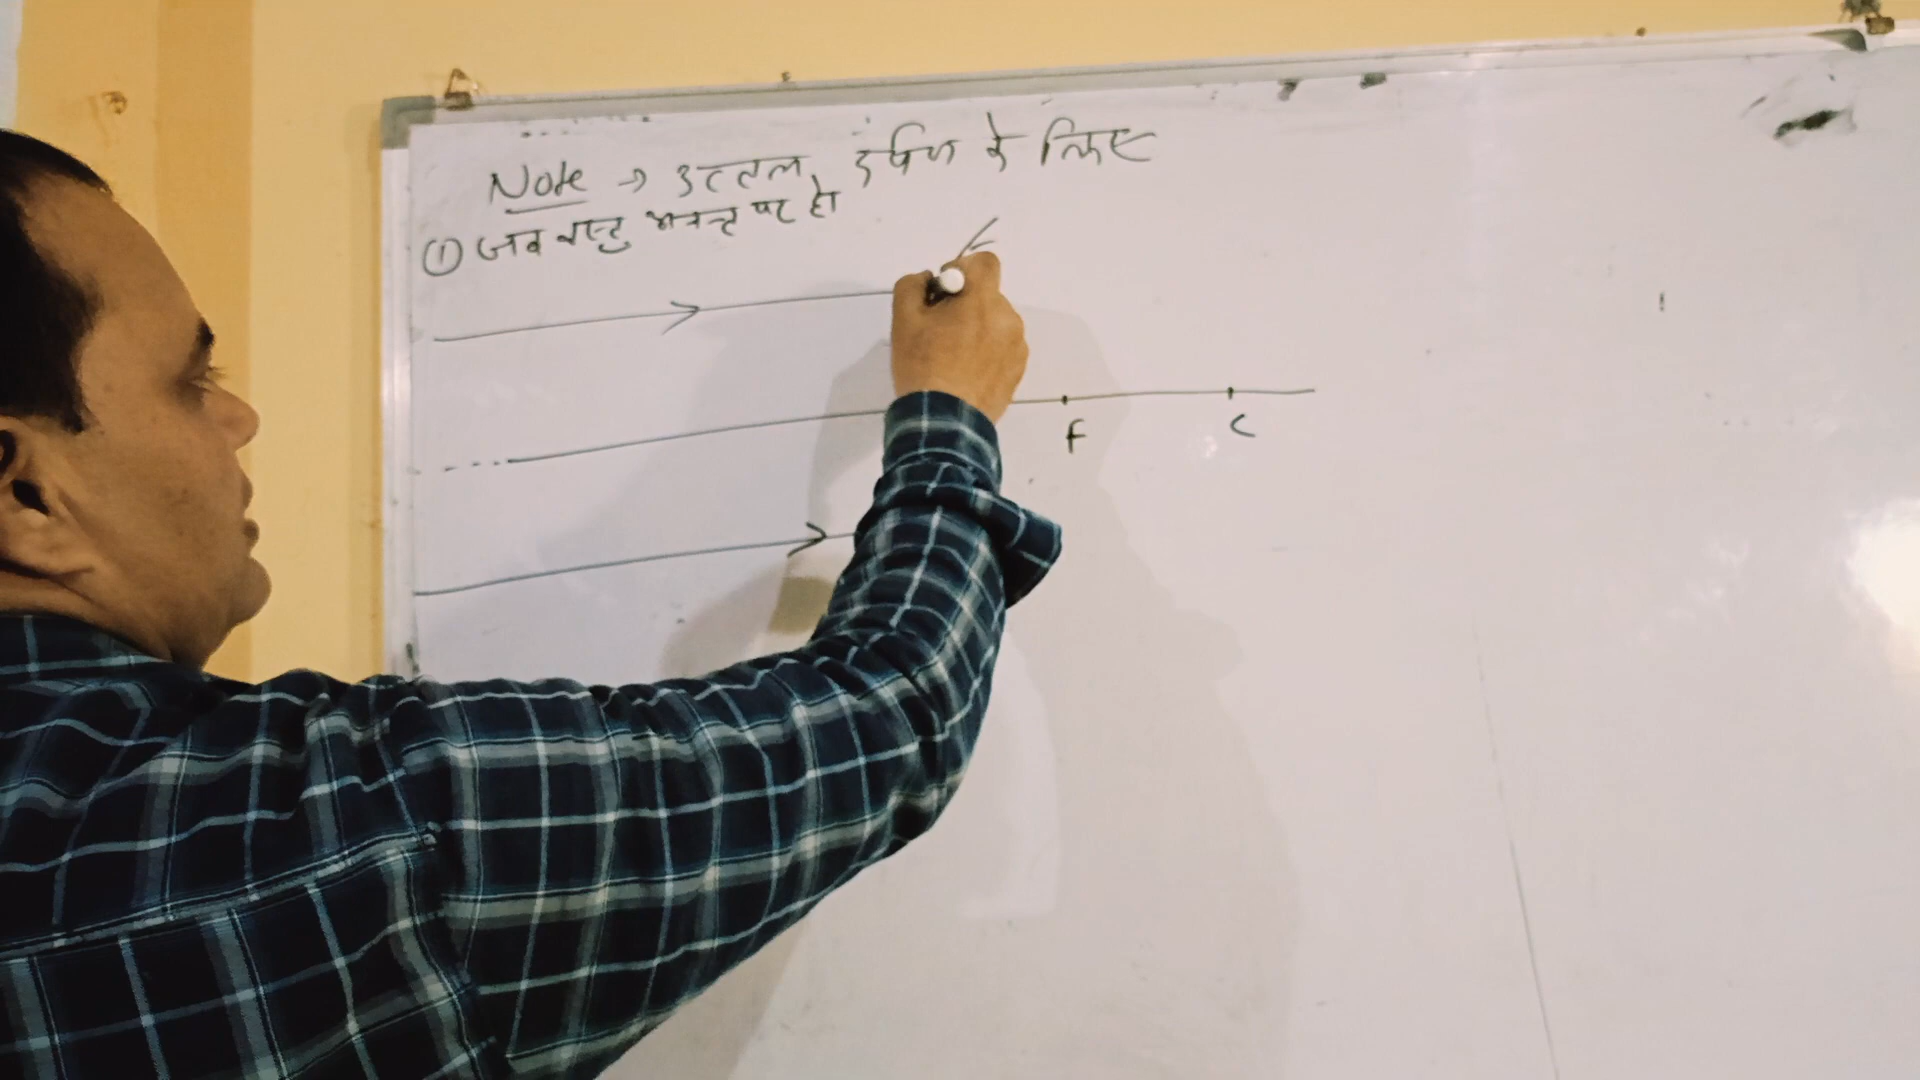 Note → उत्तल दर्पण के लिए
① जब वस्तु अनन्त पर हो
F C